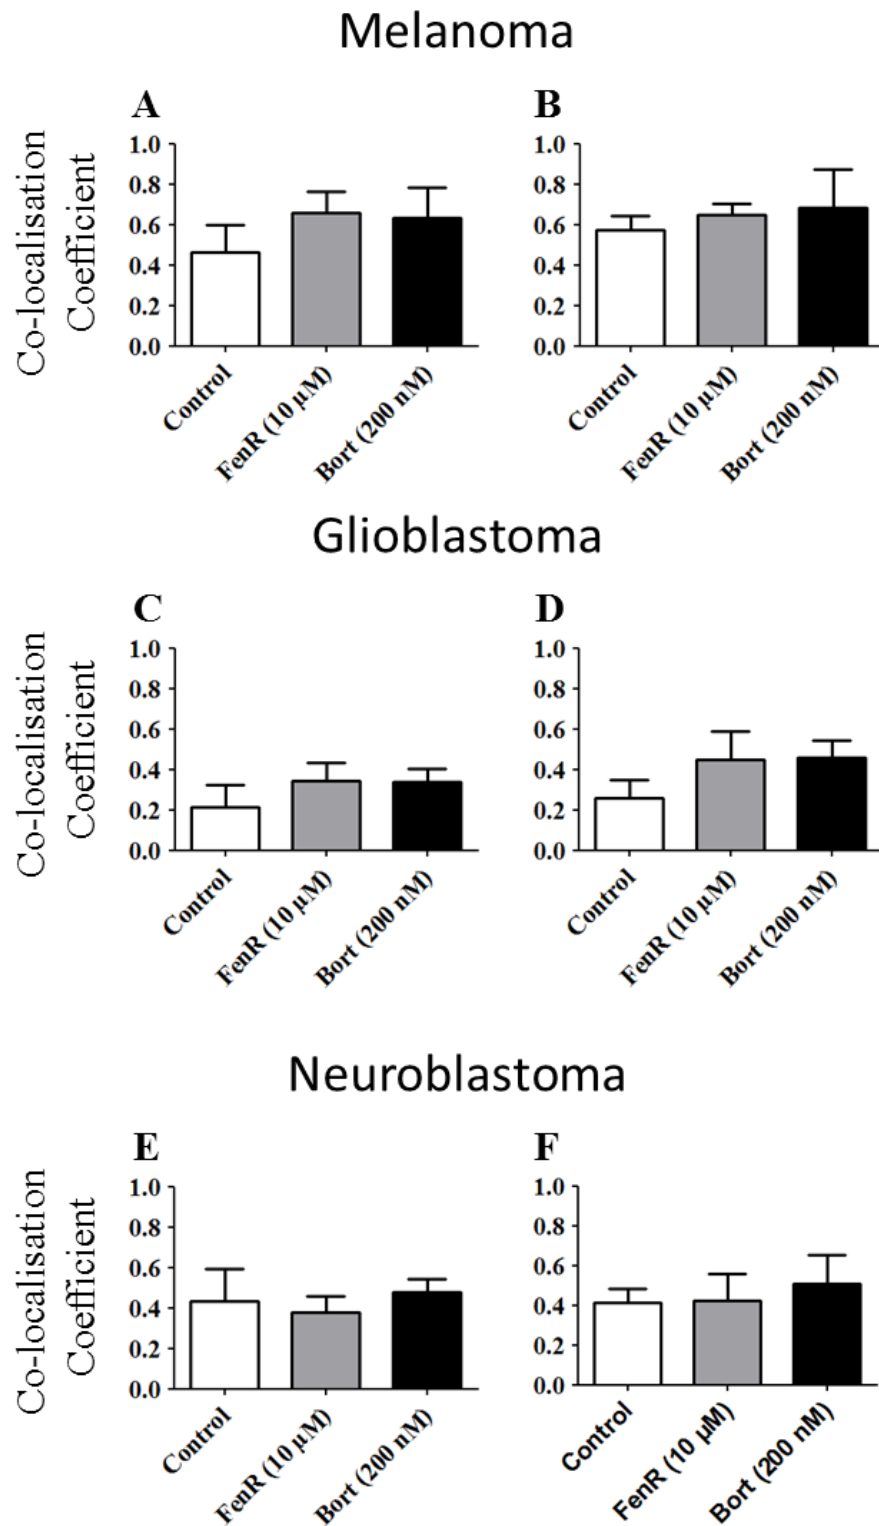 Melanoma
A
B
Co-localisation
Coefficient
1.0
0.8
0.6
0.4
0.2
0.0
Control
FenR (10 µM)
Bort (200 nM)
1.0
0.8
0.6
0.4
0.2
0.0
Control
FenR (10 µM)
Bort (200 nM)
Glioblastoma
C
D
Co-localisation
Coefficient
1.0
0.8
0.6
0.4
0.2
0.0
Control
FenR (10 µM)
Bort (200 nM)
1.0
0.8
0.6
0.4
0.2
0.0
Control
FenR (10 µM)
Bort (200 nM)
Neuroblastoma
E
F
Co-localisation
Coefficient
1.0
0.8
0.6
0.4
0.2
0.0
Control
FenR (10 µM)
Bort (200 nM)
1.0
0.8
0.6
0.4
0.2
0.0
Control
FenR (10 µM)
Bort (200 nM)